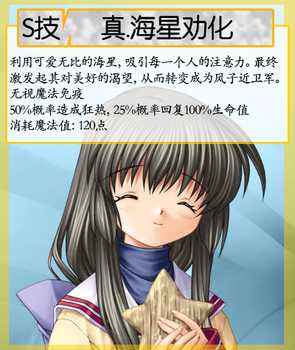 S技 真.海星劝化
利用可爱无比的海星，吸引每一个人的注意力。最终
激发起其对美好的渴望，从而转变成为风子近卫军。
无视魔法免疫
50%概率造成狂热，25%概率回复100%生命值
消耗魔法值：120点